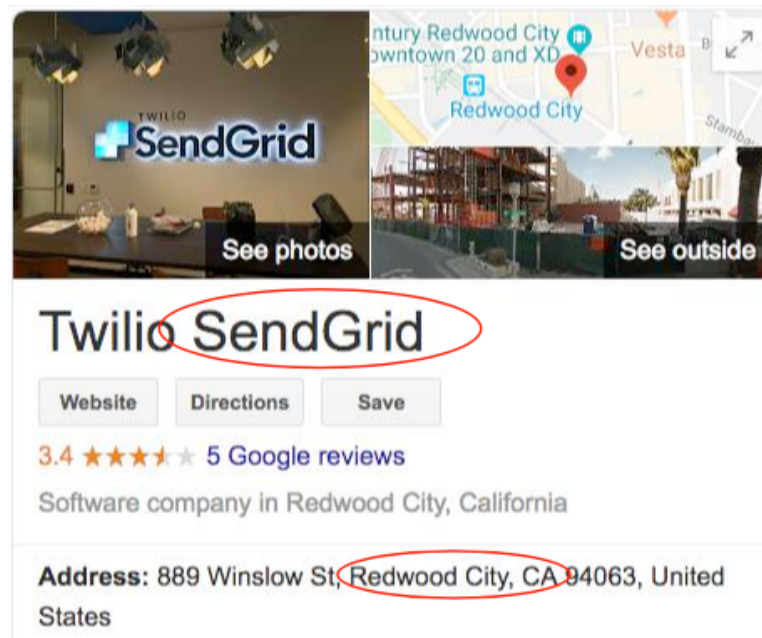 TWILIO
SendGrid
See photos
ntury Redwood City
owntown 20 and XD
Vesta
B
Redwood City
Stambau
See outside
Twilio SendGrid
Website
Directions
Save
3.4 5 Google reviews
Software company in Redwood City, California
Address: 889 Winslow St, Redwood City, CA 94063, United
States